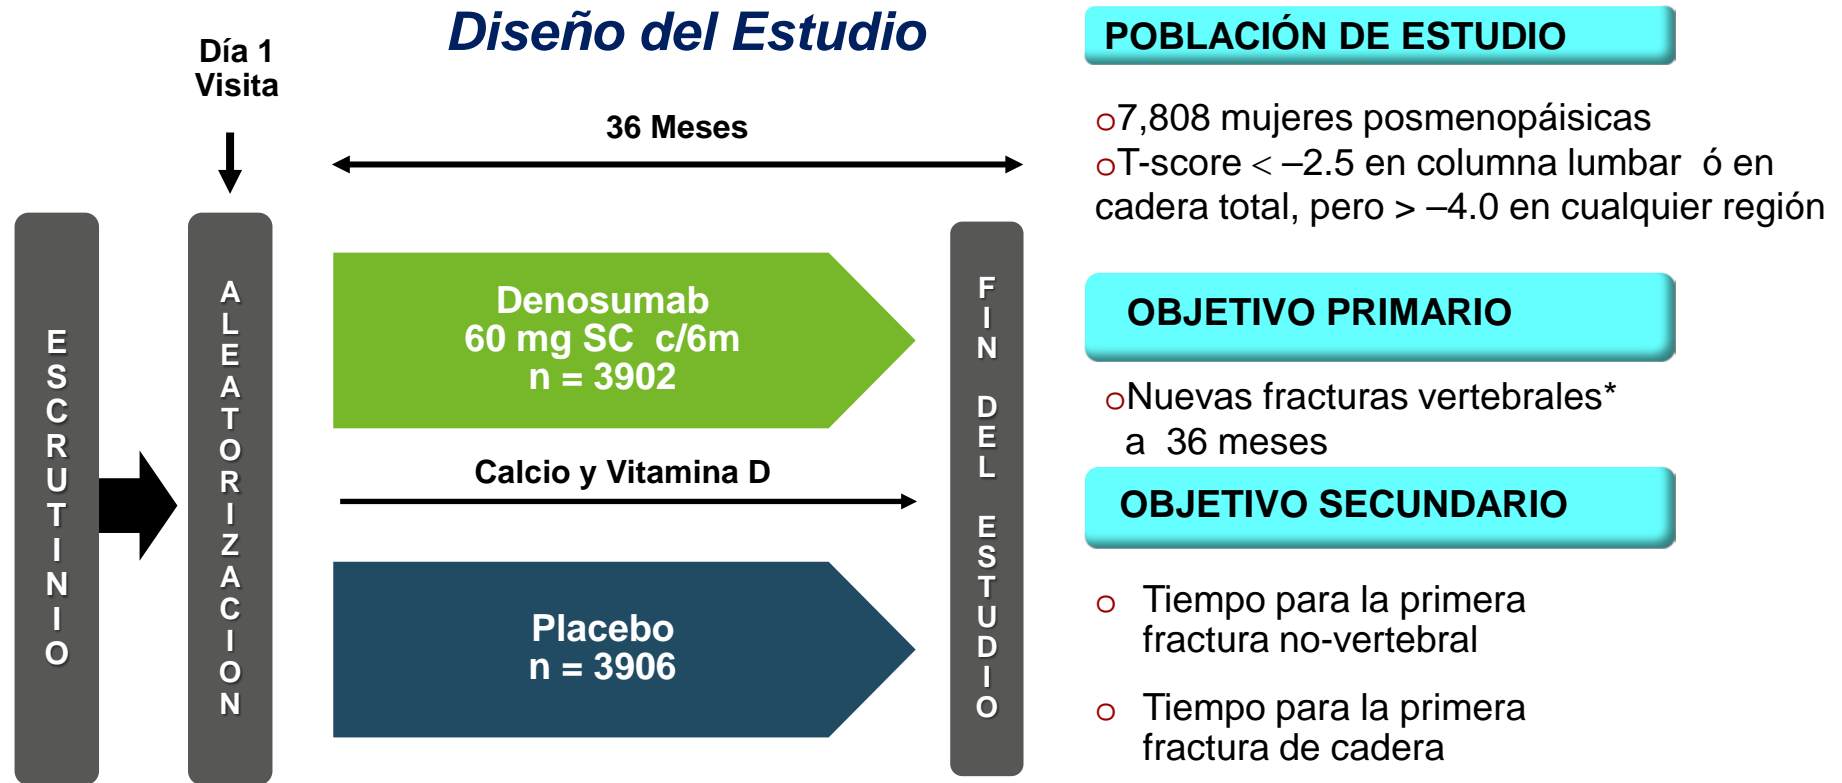 Diseño del Estudio
Día 1
Visita
36 Meses
ESCRUTINIO
ALEATORIZACION
Denosumab
60 mg SC c/6m
n = 3902
Calcio y Vitamina D
Placebo
n = 3906
FIN DEL ESTUDIO
POBLACIÓN DE ESTUDIO
o7,808 mujeres posmenopáisicas
oT-score < –2.5 en columna lumbar ó en
cadera total, pero > –4.0 en cualquier región
OBJETIVO PRIMARIO
oNuevas fracturas vertebrales*
a 36 meses
OBJETIVO SECUNDARIO
o Tiempo para la primera
fractura no-vertebral
o Tiempo para la primera
fractura de cadera